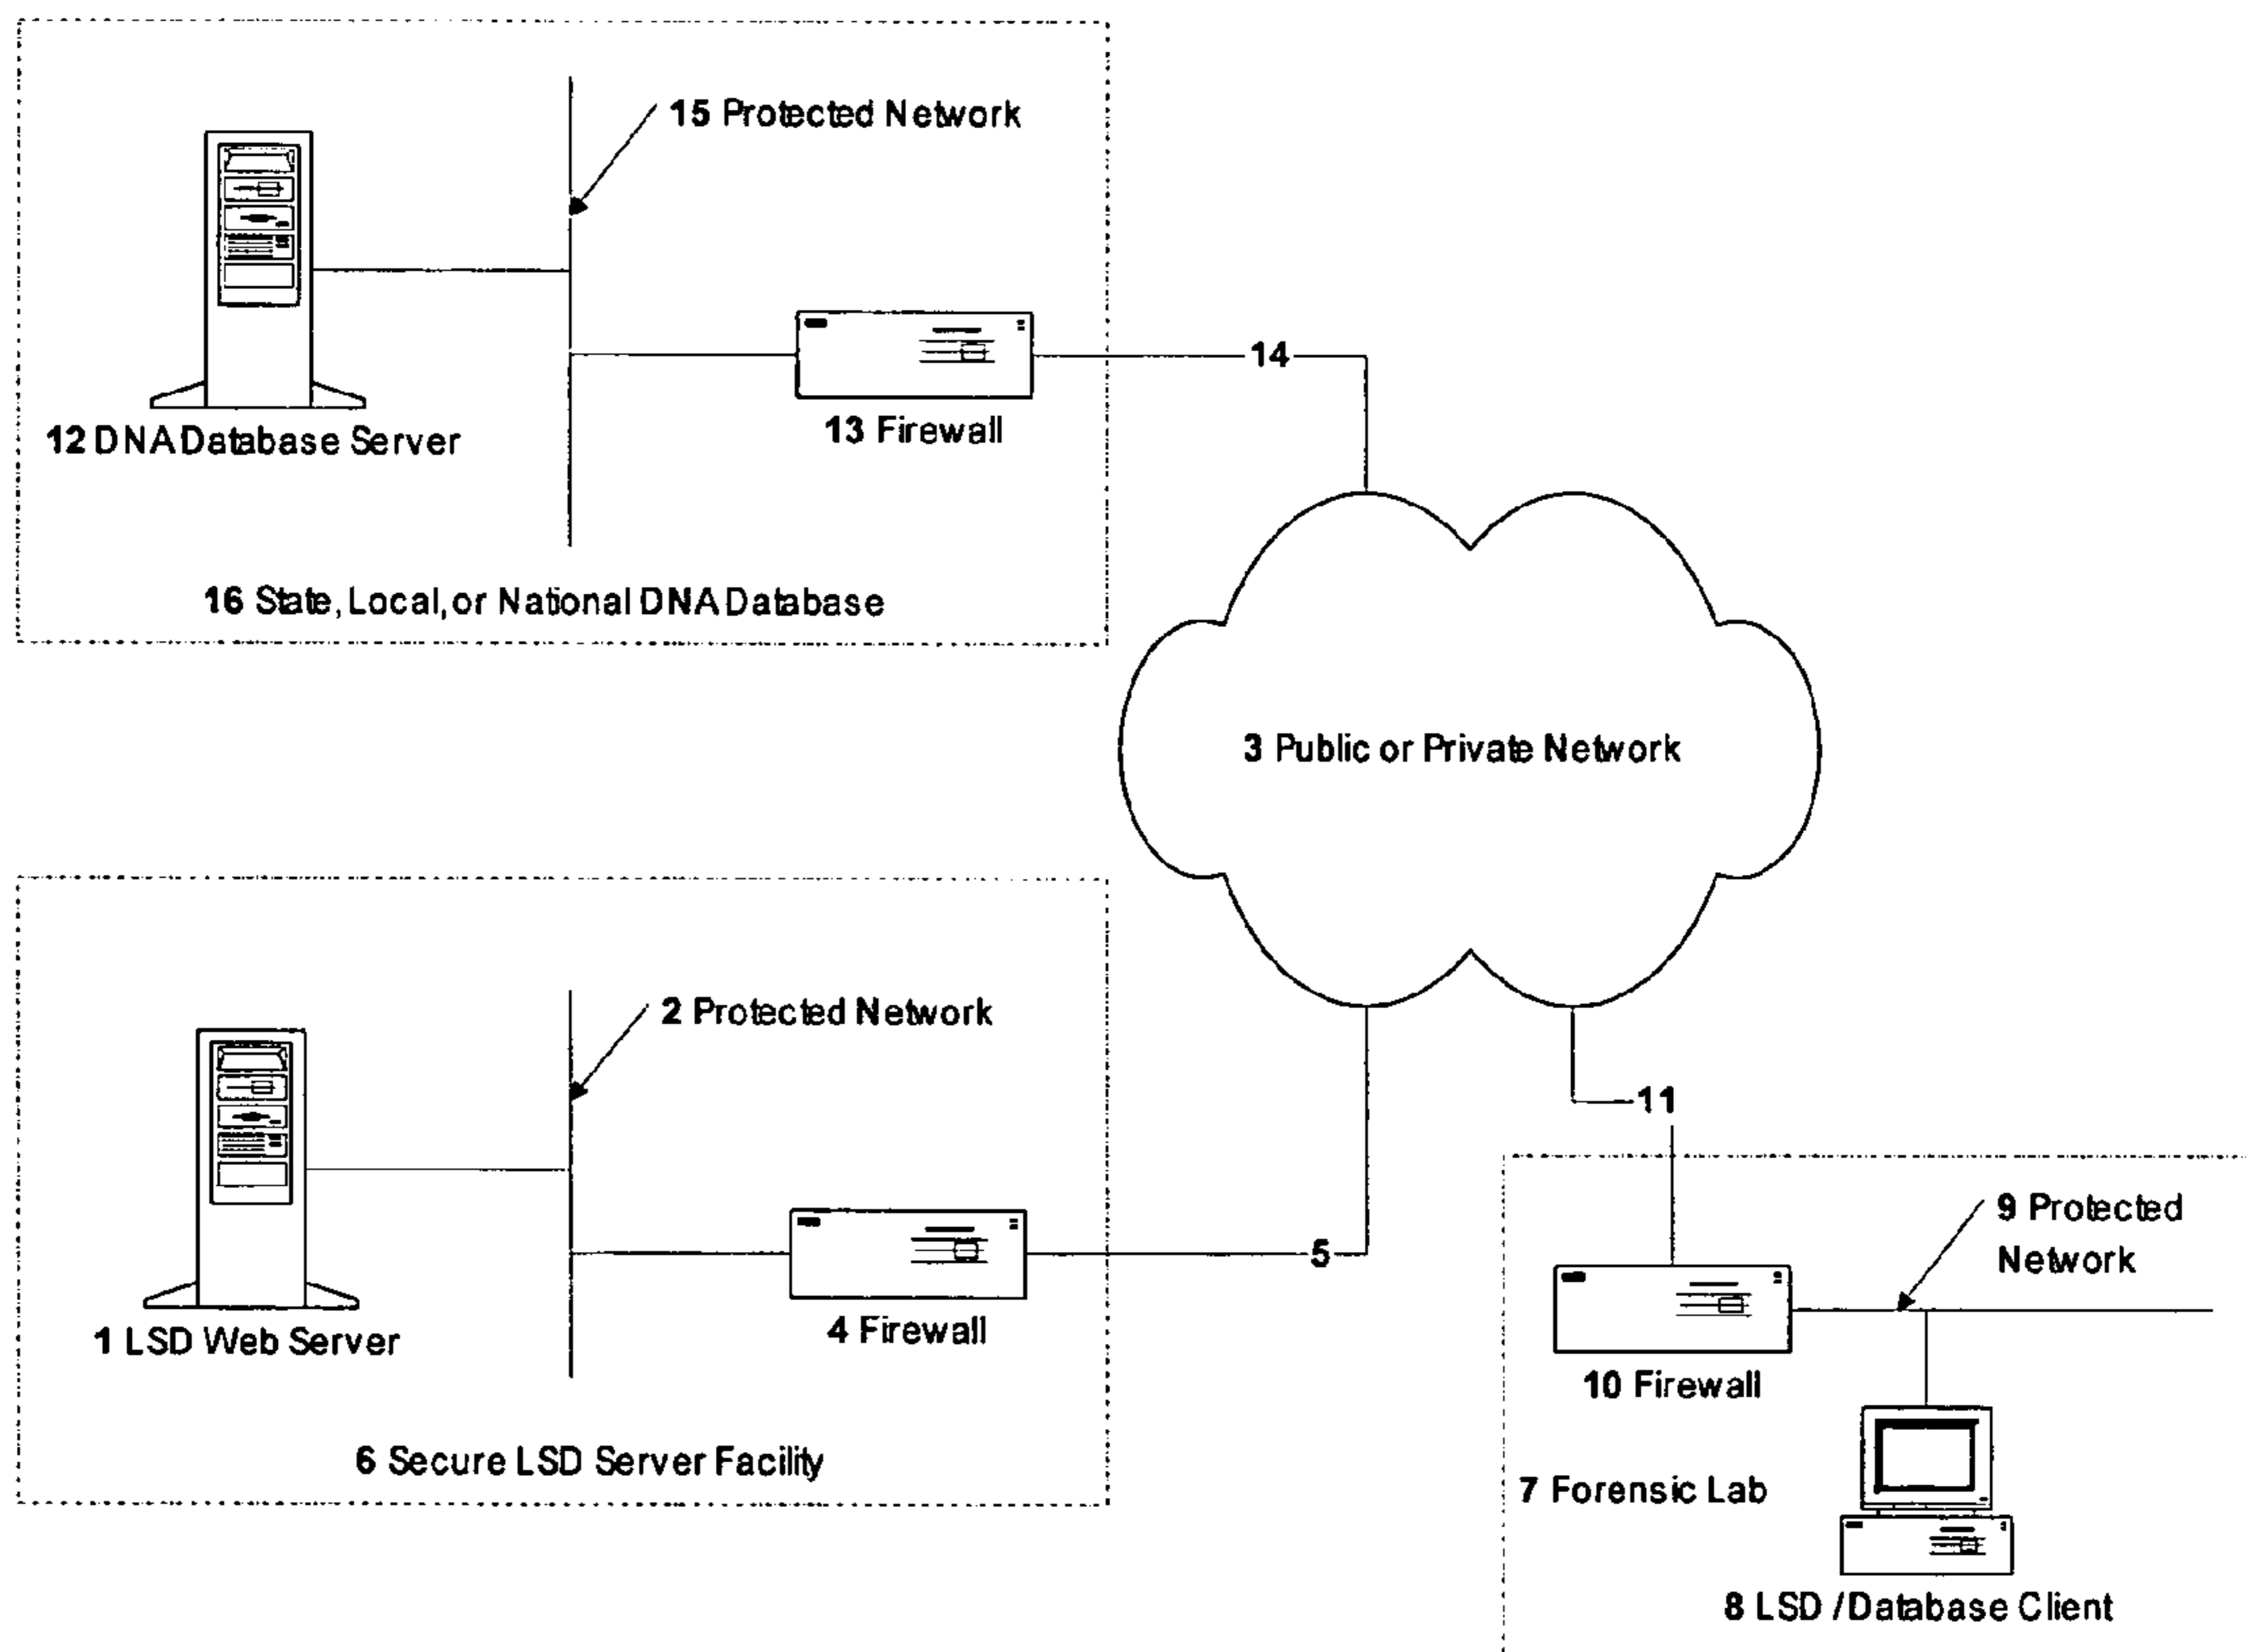 15 Protected Network
14
12 DNA Database Server
13 Firewall
16 State, Local, or National DNA Database
3 Public or Private Network
2 Protected Network
11
5
9 Protected
Network
1 LSD Web Server
4 Firewall
10 Firewall
6 Secure LSD Server Facility
7 Forensic Lab
8 LSD / Database Client